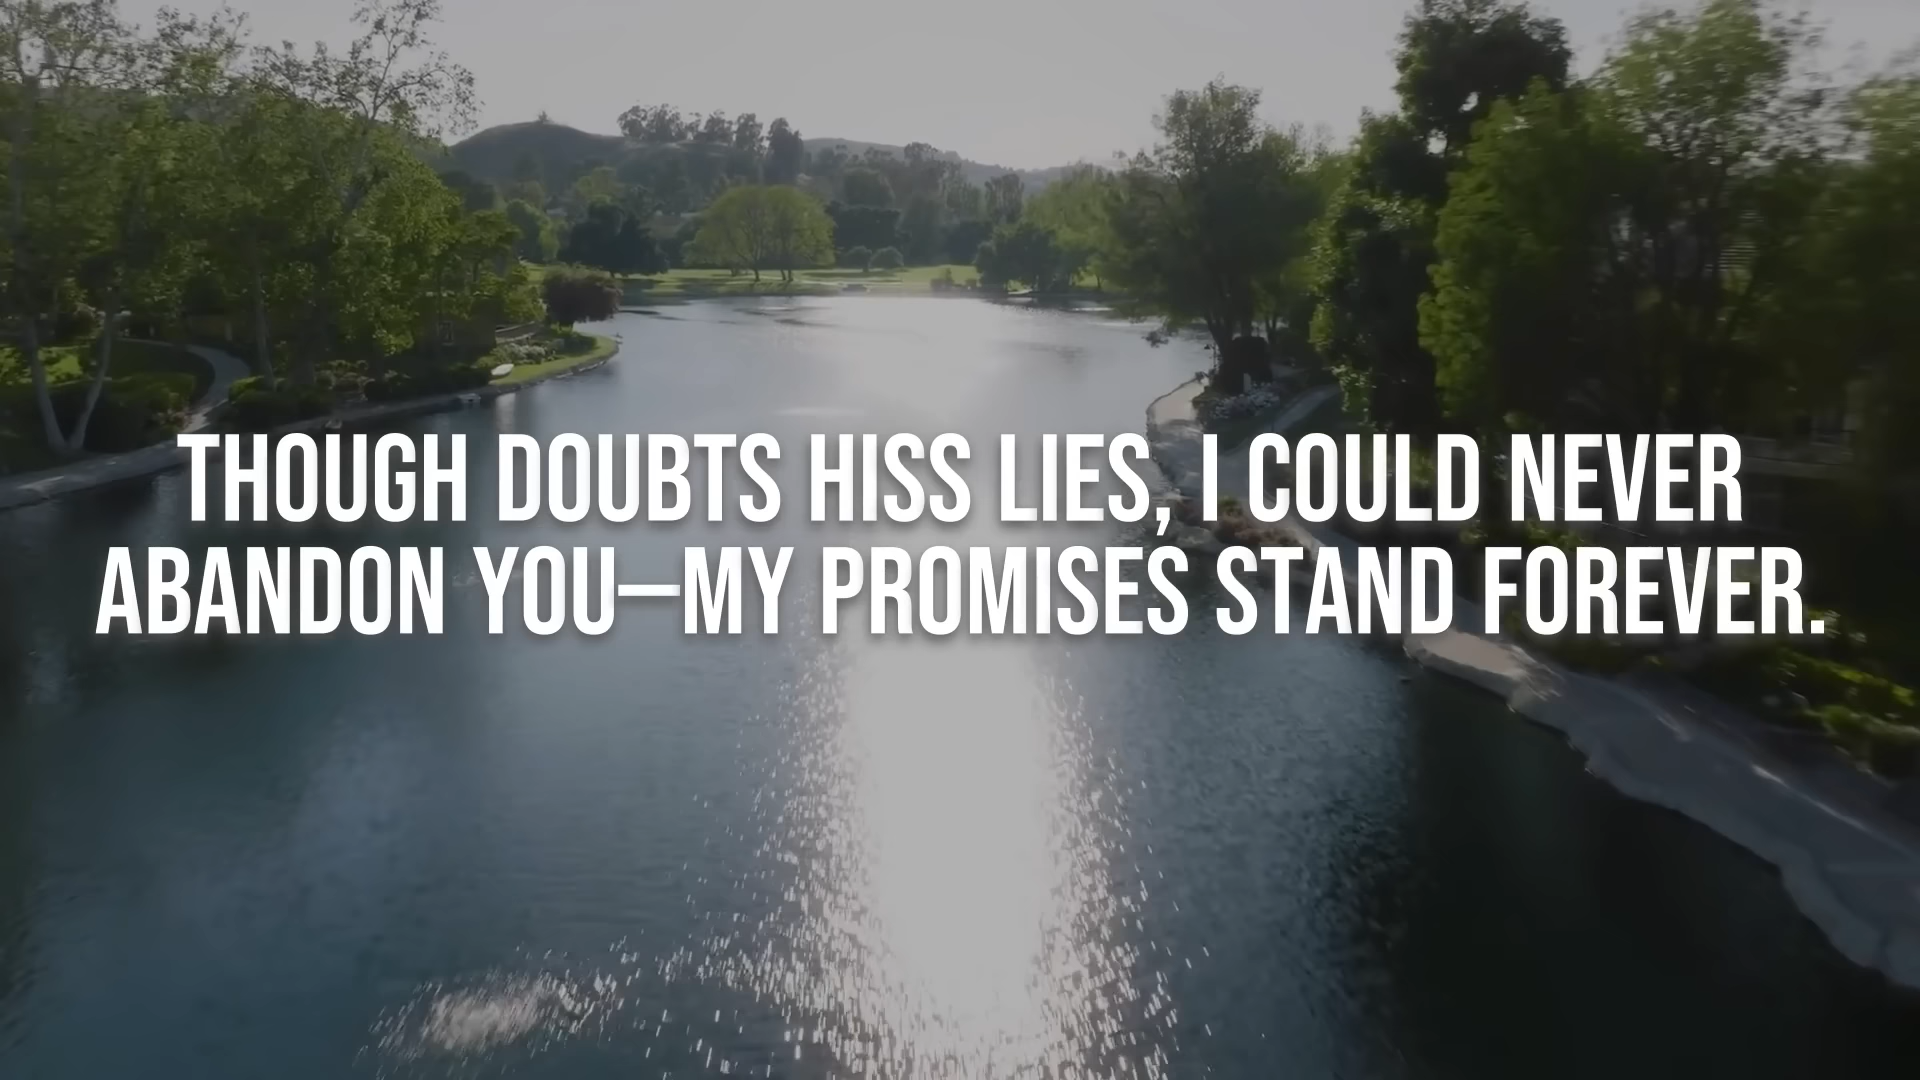 THOUGH DOUBTS HISS LIES, I COULD NEVER
ABANDON YOU—MY PROMISES STAND FOREVER.